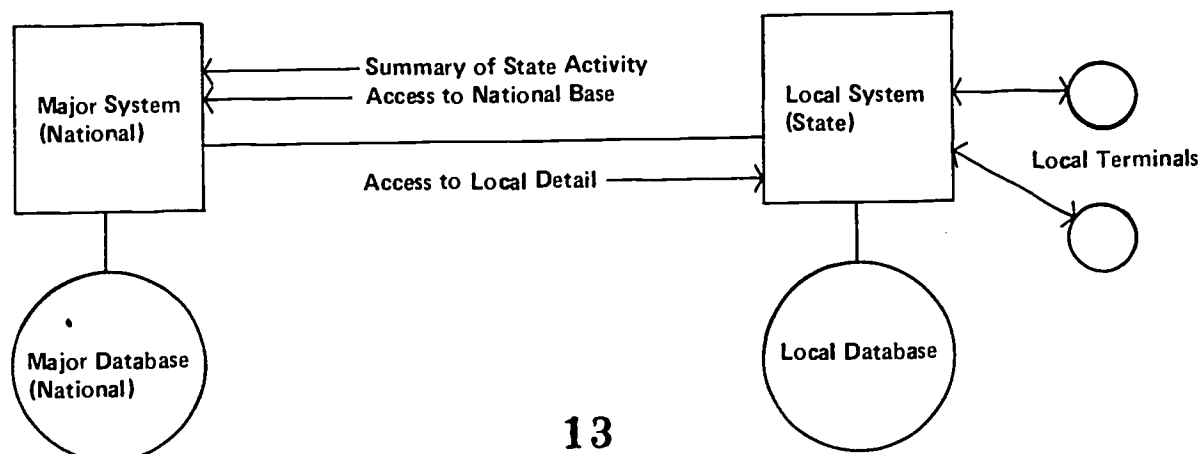 Major System
(National)
Summary of State Activity
Access to National Base
Access to Local Detail
Local System
(State)
Local Terminals
Major Database
(National)
Local Database
13